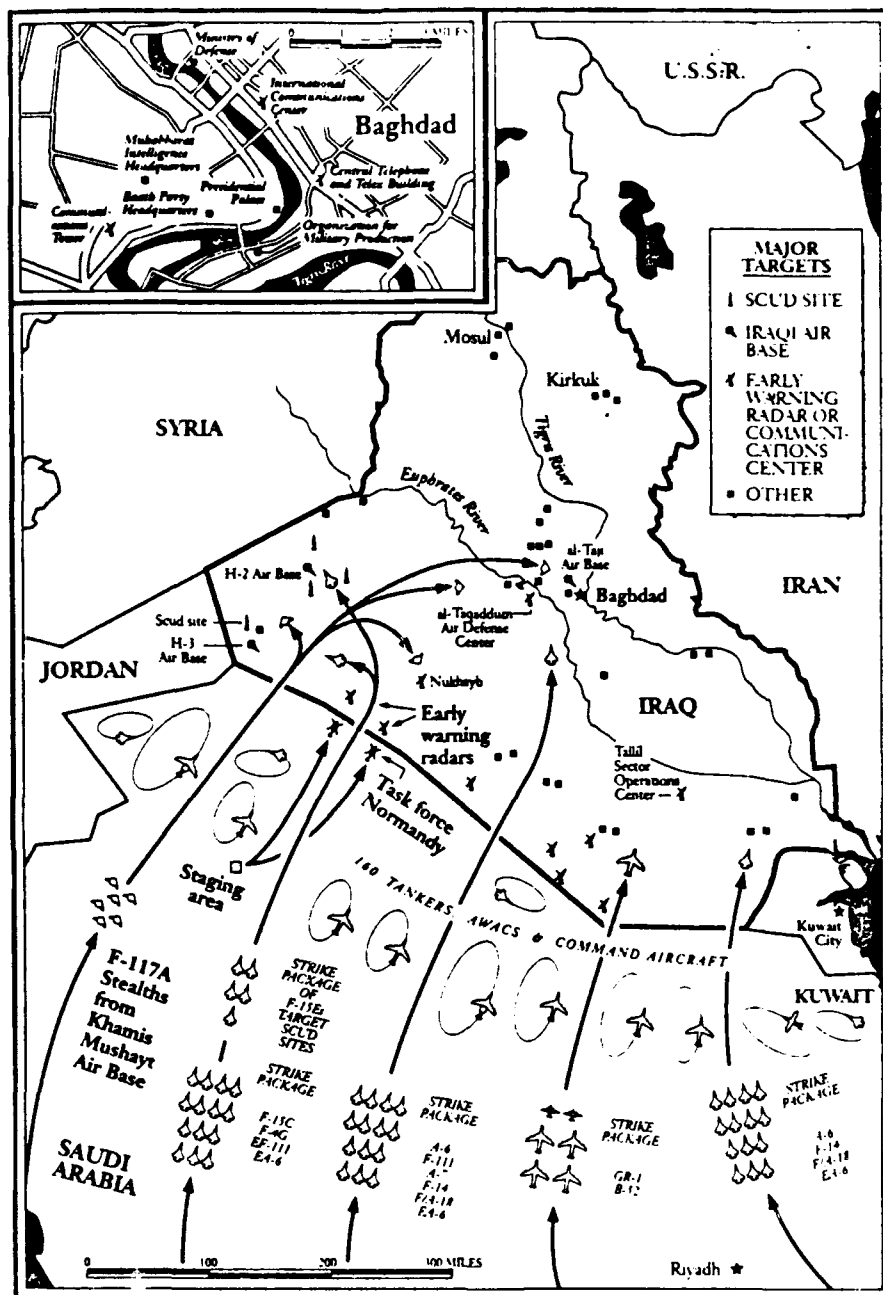 Ministry of
Defense
0
MILES
International
Communications
Center
Baghdad
Mukhabarat
Intelligence
Headquarters
Presidential
Palace
Central Telephone
and Telex Building
Baath Party
Headquarters
Communi-
cations
Tower
Organization for
Military Production
Tigris River
U.S.S.R.
MAJOR
TARGETS
SCUD SITE
IRAQI AIR
BASE
EARLY
WARNING
RADAR OR
COMMUNI-
CATIONS
CENTER
OTHER
Mosul
Kirkuk
SYRIA
Tigris River
Euphrates River
H-2 Air Base
al-Taji
Air Base
Baghdad
IRAN
Scud site
H-3
Air Base
al-Taqaddum
Air Defense
Center
JORDAN
Nukhayb
IRAQ
Early
warning
radars
Tallil
Sector
Operations
Center
Task force
Normandy
Staging
area
160 TANKERS, AWACS & COMMAND AIRCRAFT
Kuwait
City
KUWAIT
F-117A
Stealths
from
Khamis
Mushayt
Air Base
STRIKE
PACKAGE
OF
F-15Es
TARGET
SCUD
SITES
STRIKE
PACKAGE
F-15C
F-4G
EF-111
EA-6
STRIKE
PACKAGE
A-6
F-111
F-14
F/A-18
EA-6
STRIKE
PACKAGE
GR-1
B-52
STRIKE
PACKAGE
A-6
F-14
F/A-18
EA-6
SAUDI
ARABIA
0 100 200 300 MILES
Riyadh